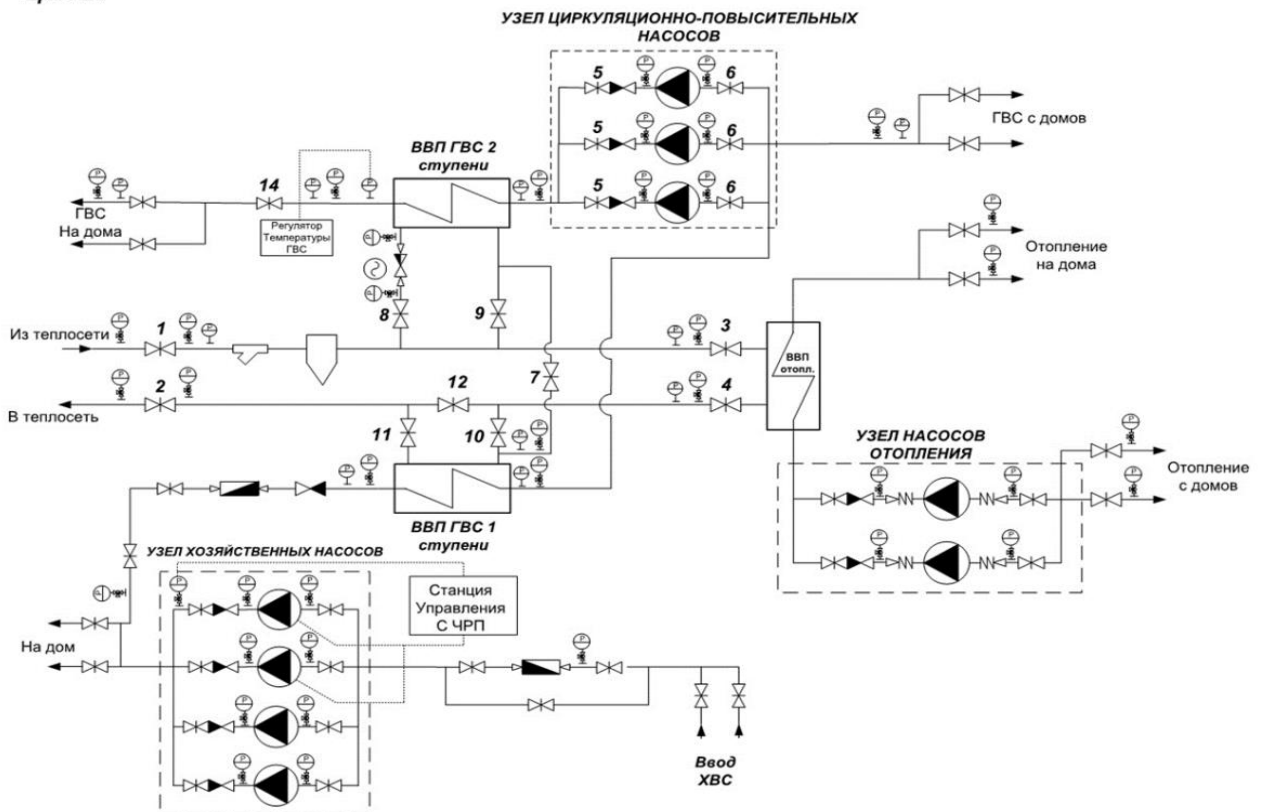 УЗЕЛ ЦИРКУЛЯЦИОННО-ПОВЫСИТЕЛЬНЫХ
НАСОСОВ
5
P
P
6
5
P
P
6
5
P
P
6
P
P
ГВС с домов
ВВП ГВС 2
ступени
P
P
14
P
P
P
P
P
ГВС
На дома
Регулятор
Температуры
ГВС
P
P
8
9
P
P
Отопление
на дома
Из теплосети
P
1
P
P
P
P
3
ВВП
отопл.
7
В теплосеть
P
2
P
12
P
P
4
11
10
P
P
P
P
P
P
ВВП ГВС 1
ступени
УЗЕЛ НАСОСОВ
ОТОПЛЕНИЯ
P
P
P
P
P
P
Отопление
с домов
УЗЕЛ ХОЗЯЙСТВЕННЫХ НАСОСОВ
P
P
P
P
Станция
Управления
С ЧРП
На дом
P
P
P
P
P
P
P
Ввод
ХВС